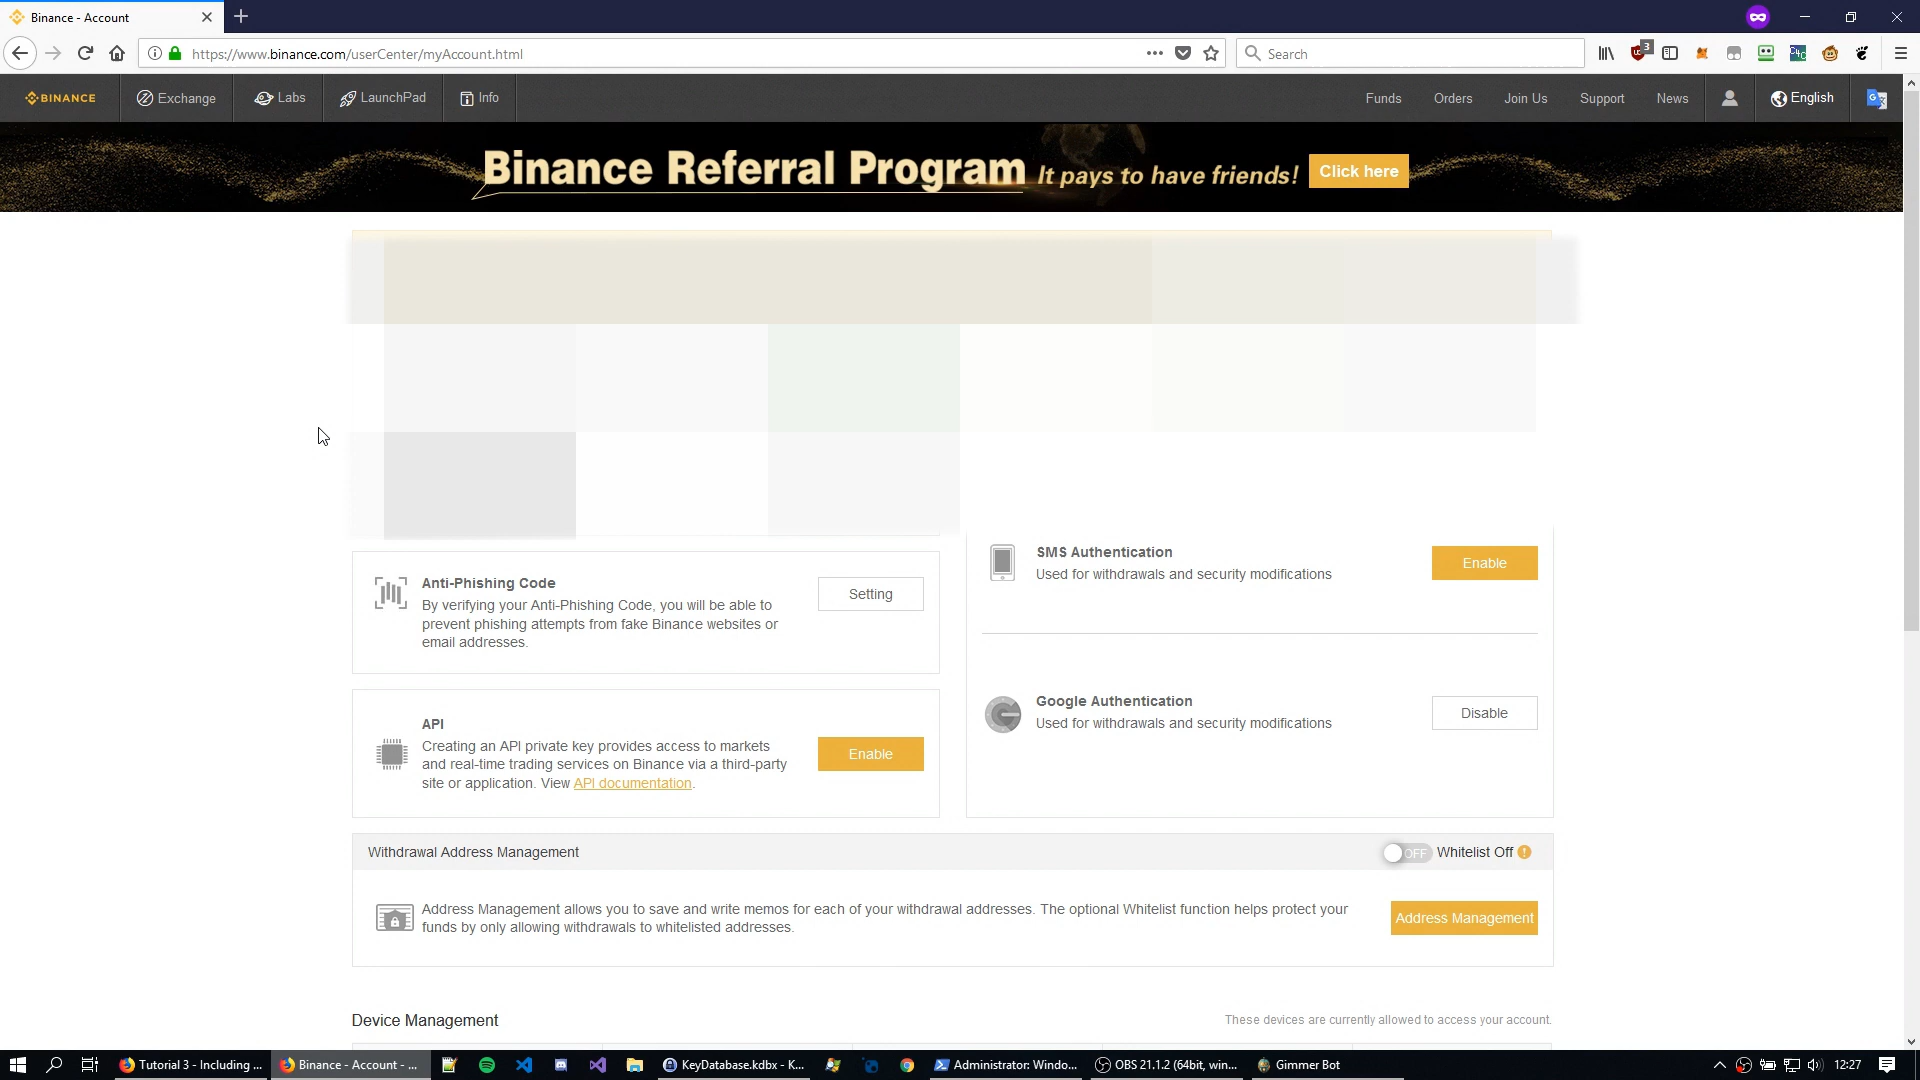 Binance - Account
https://www.binance.com/userCenter/myAccount.html
Search
3
BINANCE
Exchange
Labs
LaunchPad
Info
Funds
Orders
Join Us
Support
News
English
Binance Referral Program It pays to have friends! Click here
Anti-Phishing Code
By verifying your Anti-Phishing Code, you will be able to
prevent phishing attempts from fake Binance websites or
email addresses.
Setting
API
Creating an API private key provides access to markets
and real-time trading services on Binance via a third-party
site or application. View API documentation.
Enable
SMS Authentication
Used for withdrawals and security modifications
Enable
Google Authentication
Used for withdrawals and security modifications
Disable
Withdrawal Address Management
OFF Whitelist Off
Address Management allows you to save and write memos for each of your withdrawal addresses. The optional Whitelist function helps protect your
funds by only allowing withdrawals to whitelisted addresses.
Address Management
Device Management
These devices are currently allowed to access your account.
Tutorial 3 - Including ...
Binance - Account - ...
KeyDatabase.kdbx - K...
Administrator: Windo...
OBS 21.1.2 (64bit, win...
Gimmer Bot
12:27